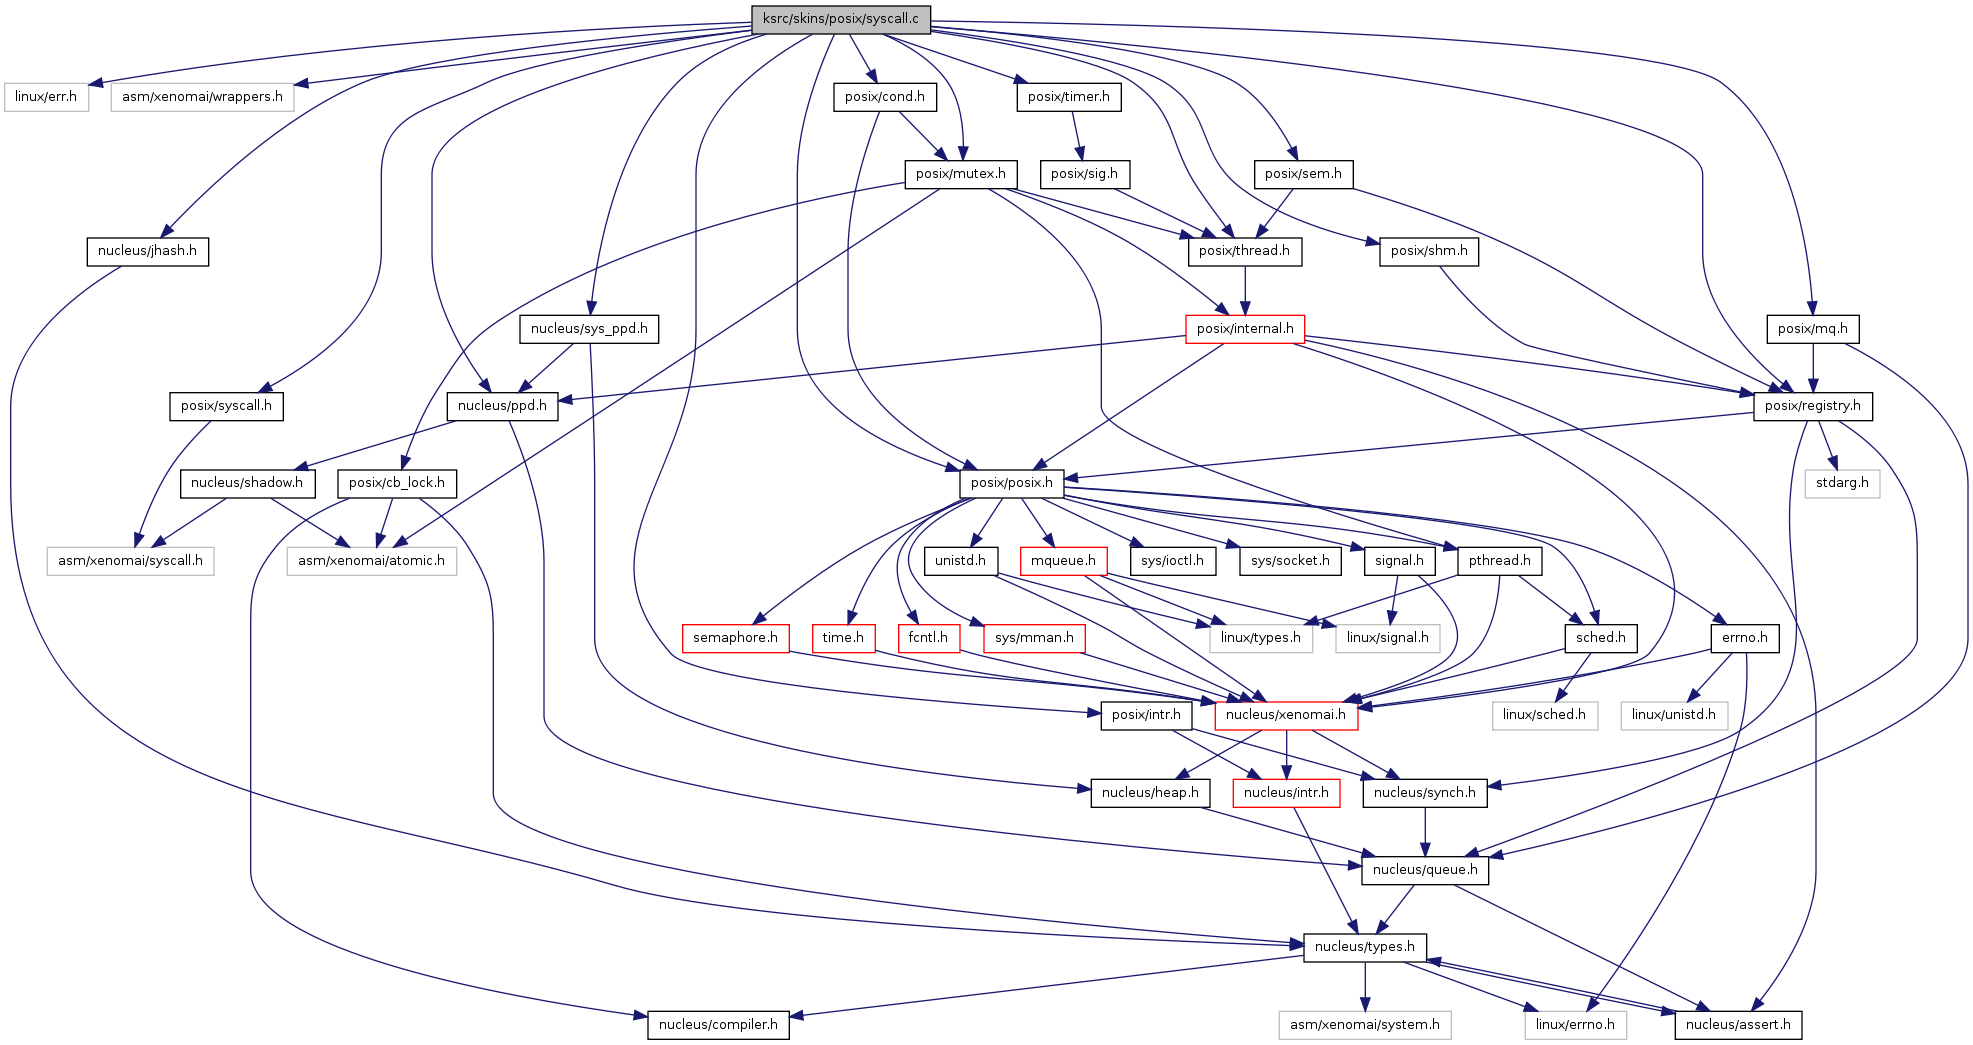 ksrc/skins/posix/syscall.c
linux/err.h
asm/xenomai/wrappers.h
posix/cond.h
posix/timer.h
posix/mutex.h
posix/sig.h
posix/sem.h
nucleus/jhash.h
posix/thread.h
posix/shm.h
nucleus/sys_ppd.h
posix/internal.h
posix/mq.h
posix/syscall.h
nucleus/ppd.h
posix/registry.h
nucleus/shadow.h
posix/cb_lock.h
posix/posix.h
stdarg.h
asm/xenomai/syscall.h
asm/xenomai/atomic.h
unistd.h
mqueue.h
sys/ioctl.h
sys/socket.h
signal.h
pthread.h
semaphore.h
time.h
fcntl.h
sys/mman.h
linux/types.h
linux/signal.h
sched.h
errno.h
posix/intr.h
nucleus/xenomai.h
linux/sched.h
linux/unistd.h
nucleus/heap.h
nucleus/intr.h
nucleus/synch.h
nucleus/queue.h
nucleus/types.h
nucleus/compiler.h
asm/xenomai/system.h
linux/errno.h
nucleus/assert.h